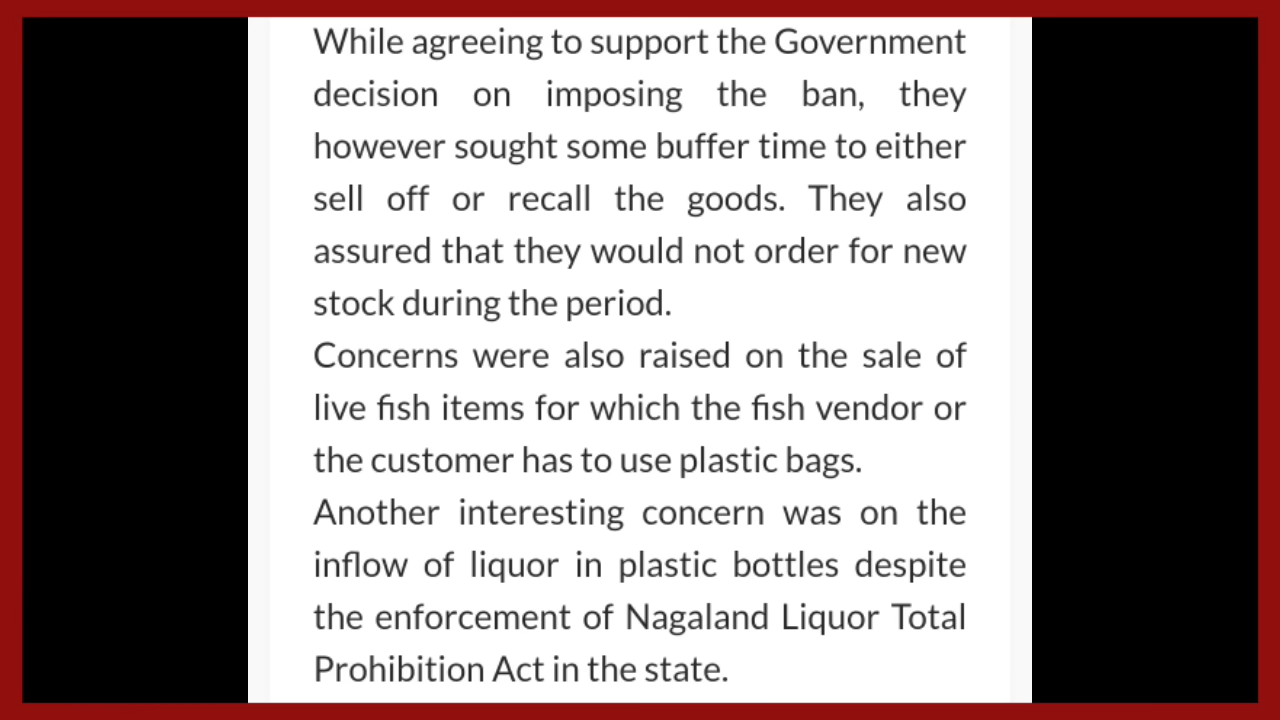 While agreeing to support the Government
decision on imposing the ban, they
however sought some buffer time to either
sell off or recall the goods. They also
assured that they would not order for new
stock during the period.
Concerns were also raised on the sale of
live fish items for which the fish vendor or
the customer has to use plastic bags.
Another interesting concern was on the
inflow of liquor in plastic bottles despite
the enforcement of Nagaland Liquor Total
Prohibition Act in the state.